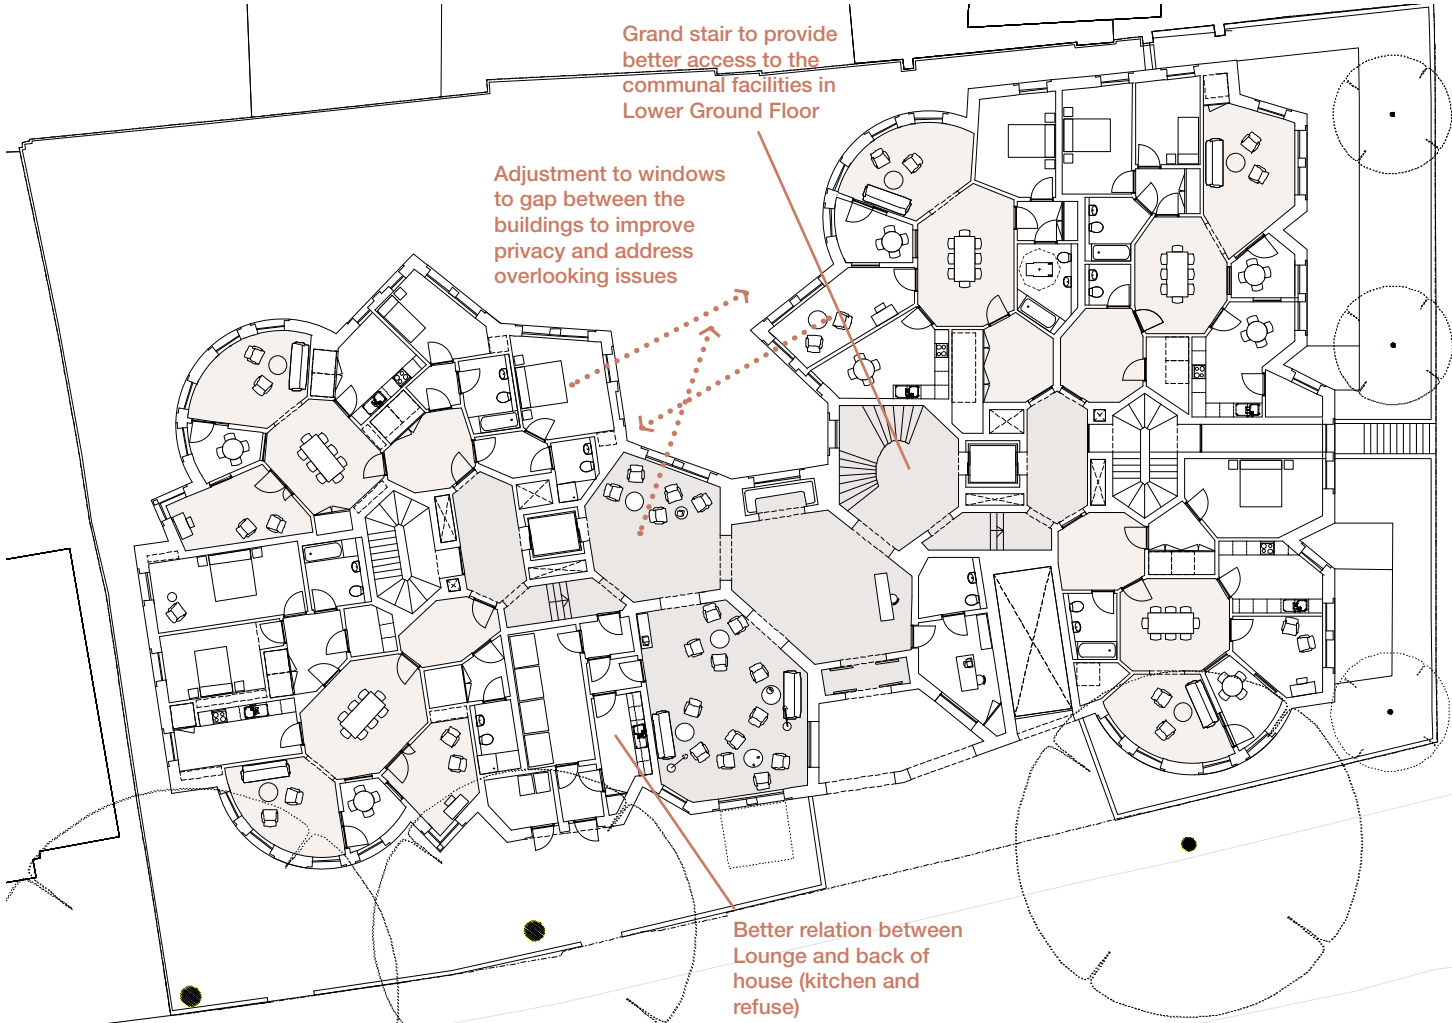 Grand stair to provide
better access to the
communal facilities in
Lower Ground Floor
Adjustment to windows
to gap between the
buildings to improve
privacy and address
overlooking issues
Better relation between
Lounge and back of
house (kitchen and
refuse)